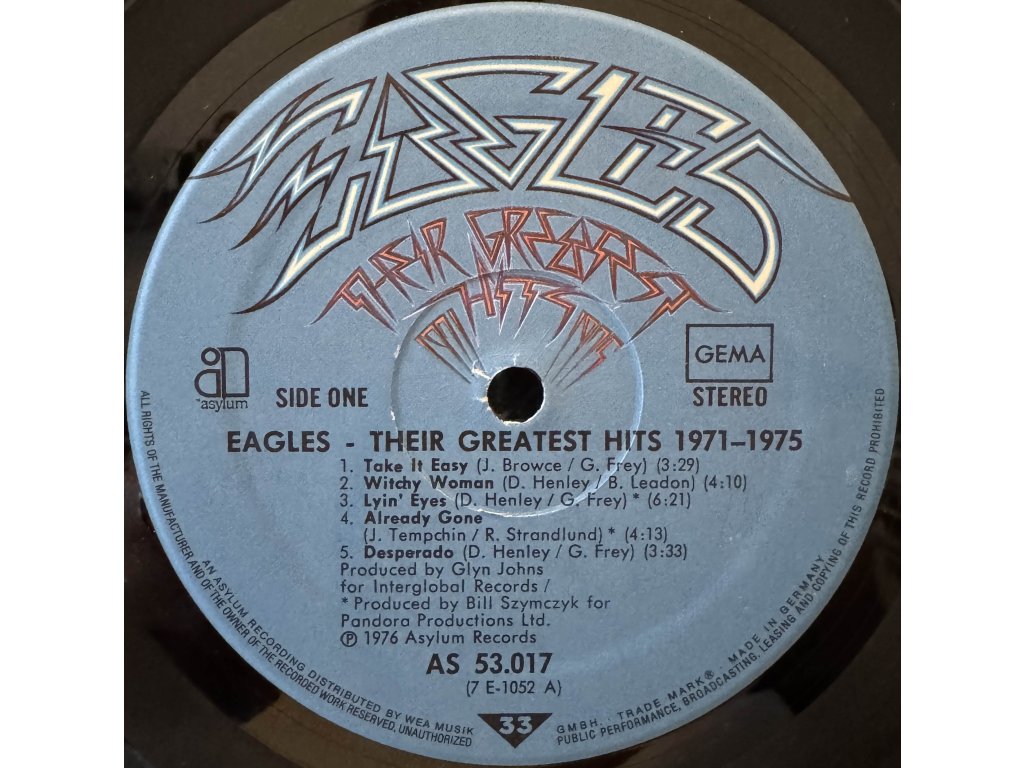 EAGLES
THEIR GREATEST
HITS
1971 1975
asylum
SIDE ONE
GEMA
STEREO
EAGLES - THEIR GREATEST HITS 1971–1975
1. Take It Easy (J. Browce / G. Frey) (3:29)
2. Witchy Woman (D. Henley / B. Leadon) (4:10)
3. Lyin' Eyes (D. Henley / G. Frey) * (6:21)
4. Already Gone
(J. Tempchin / R. Strandlund) * (4:13)
5. Desperado (D. Henley / G. Frey) (3:33)
Produced by Glyn Johns
for Interglobal Records /
* Produced by Bill Szymczyk for
Pandora Productions Ltd.
℗ 1976 Asylum Records
AS 53.017
(7 E-1052 A)
33
AN ASYLUM RECORDING DISTRIBUTED BY WEA MUSIK GMBH. TRADE MARK ® MADE IN GERMANY
ALL RIGHTS OF THE MANUFACTURER AND OF THE OWNER OF THE RECORDED WORK RESERVED, UNAUTHORIZED PUBLIC PERFORMANCE, BROADCASTING, LEASING AND COPYING OF THIS RECORD PROHIBITED